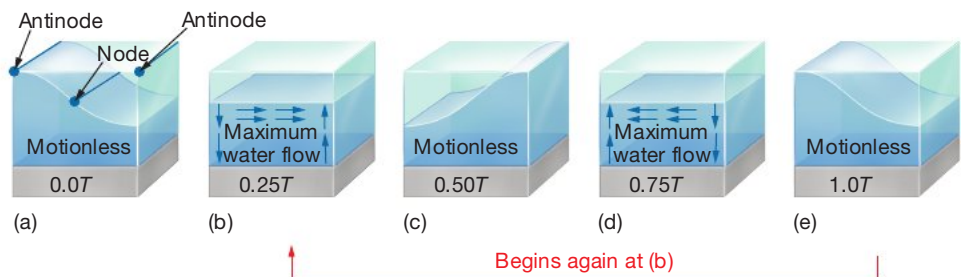 Antinode
Antinode
Node
Motionless
Maximum
water flow
Motionless
Maximum
water flow
Motionless
0.0T
0.25T
0.50T
0.75T
1.0T
(a)
(b)
(c)
(d)
(e)
Begins again at (b)